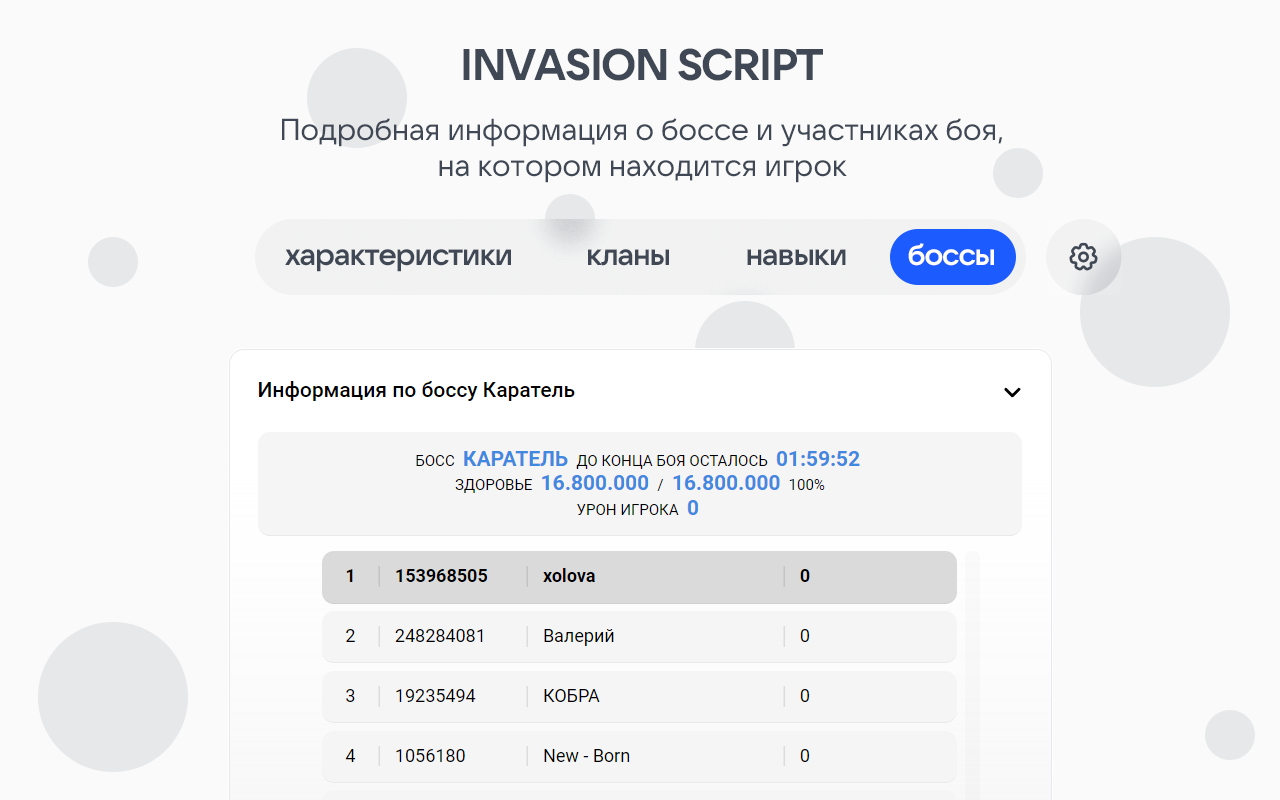 INVASION SCRIPT
Подробная информация о боссе и участниках боя,
на котором находится игрок
характеристики кланы навыки боссы
Информация по боссу Каратель
БОСС КАРАТЕЛЬ ДО КОНЦА БОЯ ОСТАЛОСЬ 01:59:52
ЗДОРОВЬЕ 16.800.000 / 16.800.000 100%
УРОН ИГРОКА 0
1 153968505 xolova 0
2 248284081 Валерий 0
3 19235494 КОБРА 0
4 1056180 New - Born 0